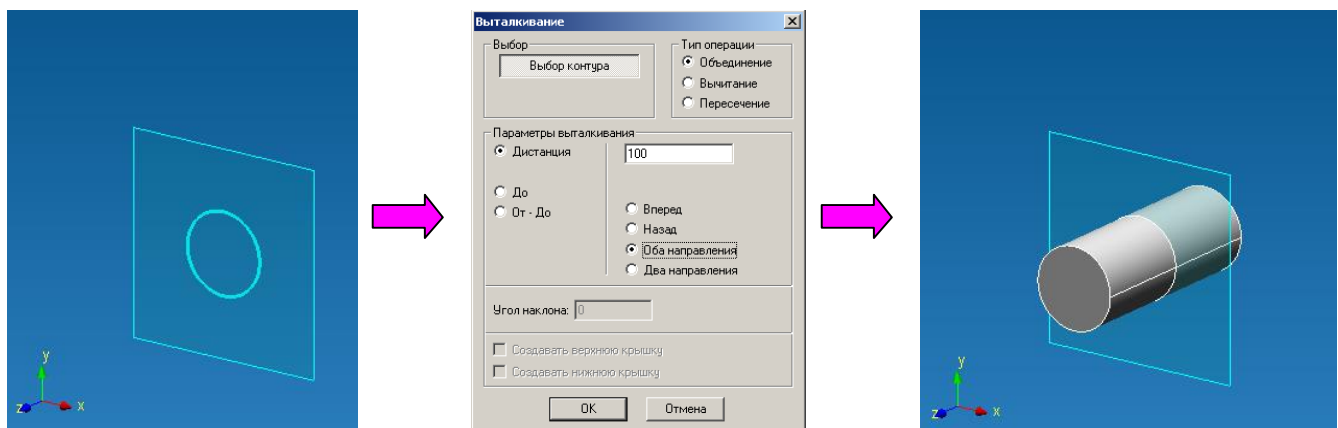 Выталкивание
Выбор
Выбор контура
Тип операции
Объединение
Вычитание
Пересечение
Параметры выталкивания
Дистанция
100
До
От - До
Вперед
Назад
Оба направления
Два направления
Угол наклона: 0
Создавать верхнюю крышку
Создавать нижнюю крышку
OK Отмена
y
z x
y
z x